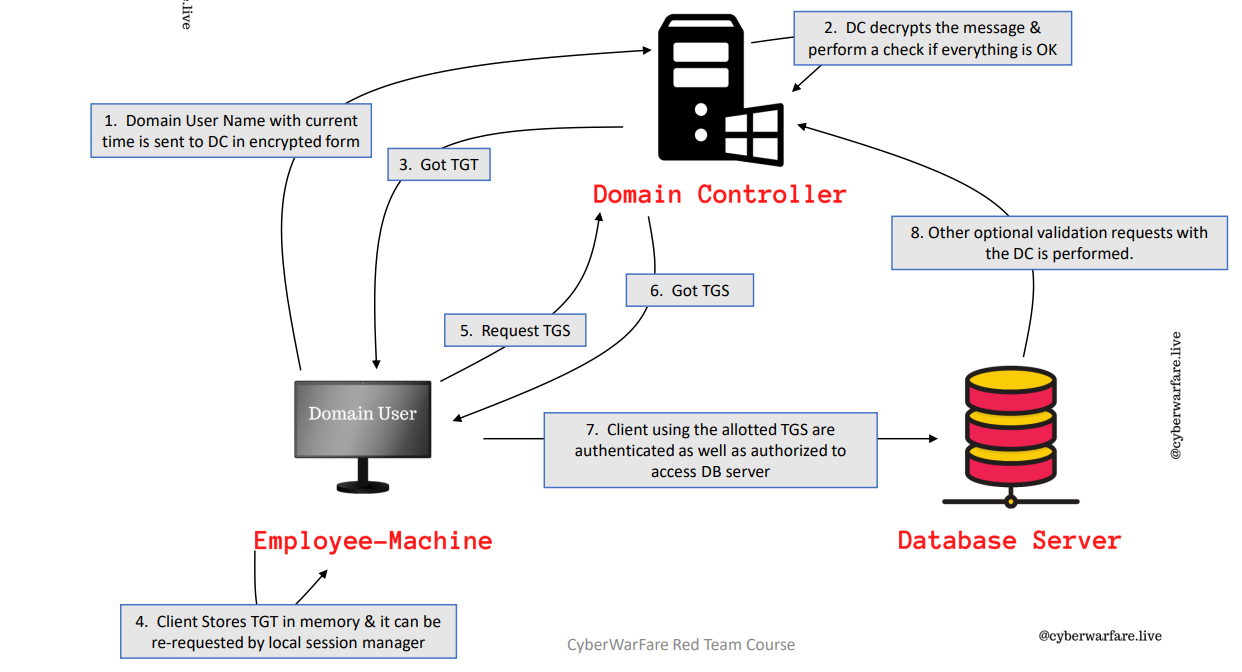 r.live
2. DC decrypts the message &
perform a check if everything is OK
1. Domain User Name with current
time is sent to DC in encrypted form
3. Got TGT
Domain Controller
8. Other optional validation requests with
the DC is performed.
6. Got TGS
5. Request TGS
Domain User
7. Client using the allotted TGS are
authenticated as well as authorized to
access DB server
@cyberwarfare.live
Employee-Machine
Database Server
4. Client Stores TGT in memory & it can be
re-requested by local session manager
CyberWarFare Red Team Course
@cyberwarfare.live